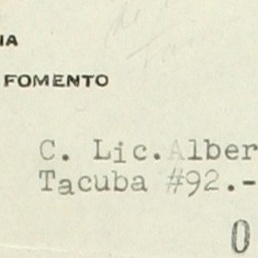 IA
FOMENTO
C. Lic. Alber
Tacuba #92.-
0